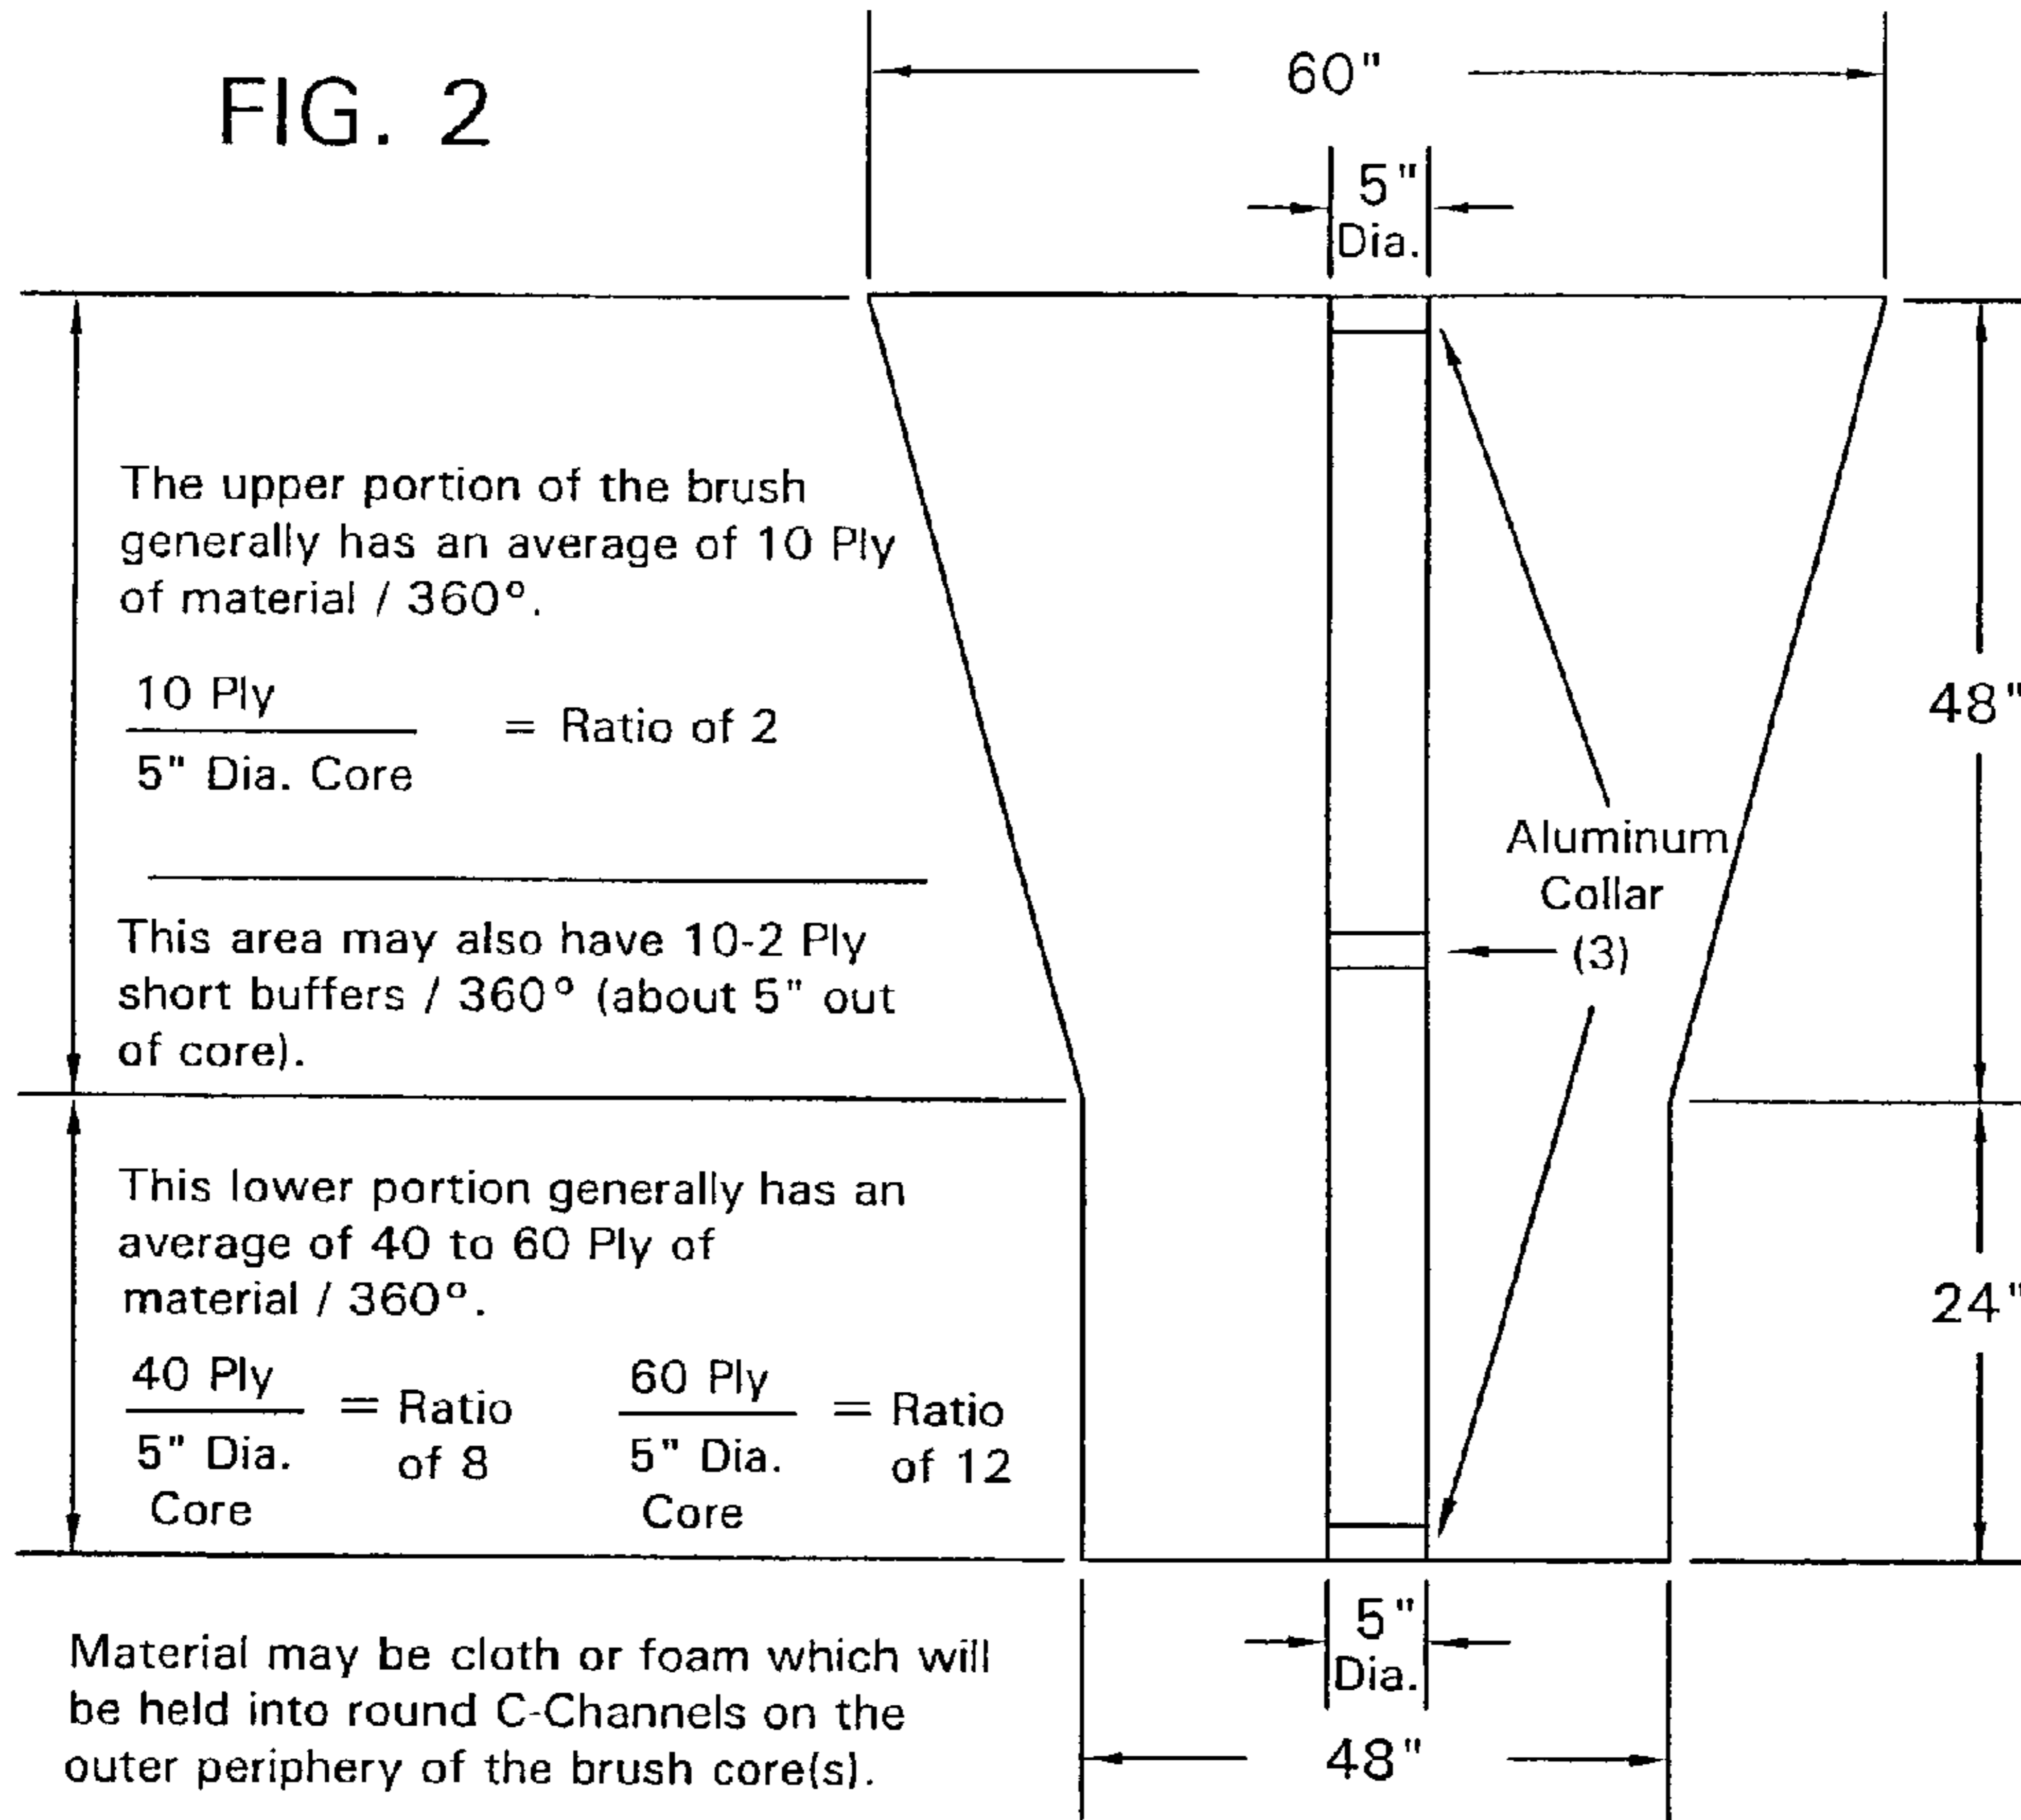 FIG. 2
60"
5"
Dia.
The upper portion of the brush
generally has an average of 10 Ply
of material / 360°.
10 Ply
5" Dia. Core
= Ratio of 2
This area may also have 10-2 Ply
short buffers / 360° (about 5" out
of core).
This lower portion generally has an
average of 40 to 60 Ply of
material / 360°.
40 Ply
5" Dia.
Core
= Ratio
of 8
60 Ply
5" Dia.
Core
= Ratio
of 12
Aluminum
Collar
(3)
48"
24"
5"
Dia.
48"
Material may be cloth or foam which will
be held into round C-Channels on the
outer periphery of the brush core(s).